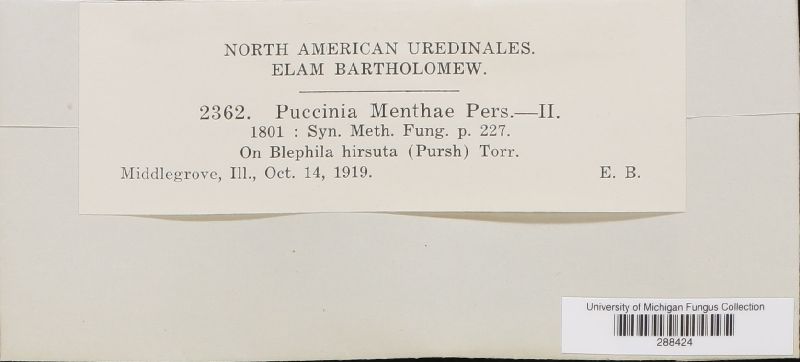 NORTH AMERICAN UREDINALES.
ELAM BARTHOLOMEW.
2362. Puccinia Menthae Pers.—II.
1801 : Syn. Meth. Fung. p. 227.
On Blephila hirsuta (Pursh) Torr.
Middlegrove, Ill., Oct. 14, 1919. E. B.
University of Michigan Fungus Collection
288424